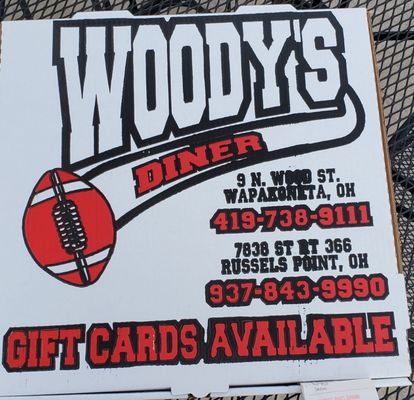 WOODY'S
DINER
9 N. WOOD ST.
WAPAKONETA, OH
419-738-9111
7838 ST RT 366
RUSSELS POINT, OH
937-843-9990
GIFT CARDS AVAILABLE